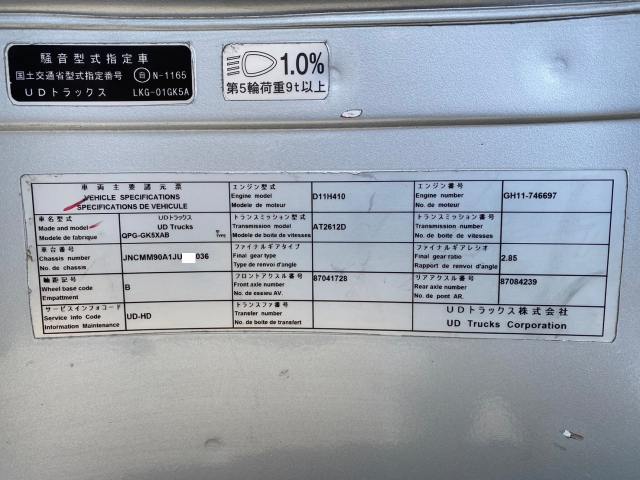 騒音型式指定車
国土交通省型式指定番号 自 N-1165
UDトラックス LKG-01GK5A
1.0%
第5輪荷重9t以上
車両主要諸元票
VEHICLE SPECIFICATIONS
SPECIFICATIONS DE VEHICULE
エンジン型式
Engine model D11H410
Modele de moteur
エンジン番号
Engine number GH11-746697
No. de moteur
車名型式 UDトラックス
Made and model UD Trucks
Modele de fabrique QPG-GK5XAB
トランスミッション型式
Transmission model AT2612D
Modele de boite de vitesses
トランスミッション番号
Transmission number
No. de boite de vitesses
車台番号
Chassis number JNCMM90A1JU 036
No. de chassis
ファイナルギアタイプ
Final gear type
Type de renvoi d'angle
ファイナルギアレシオ
Final gear ratio 2.85
Rapport de renvoi d'angle
軸距記号
Wheel base code B
Empattment
フロントアクスル番号 87041728
Front axle number
No. de essieu AV.
リアアクスル番号 87084239
Rear axle number
No. de pont AR.
サービスインフォコード
Service info Code UD-HD
Information Maintenance
トランスファ番号
Transfer number
No de boite de transfert
UDトラックス株式会社
UD Trucks Corporation